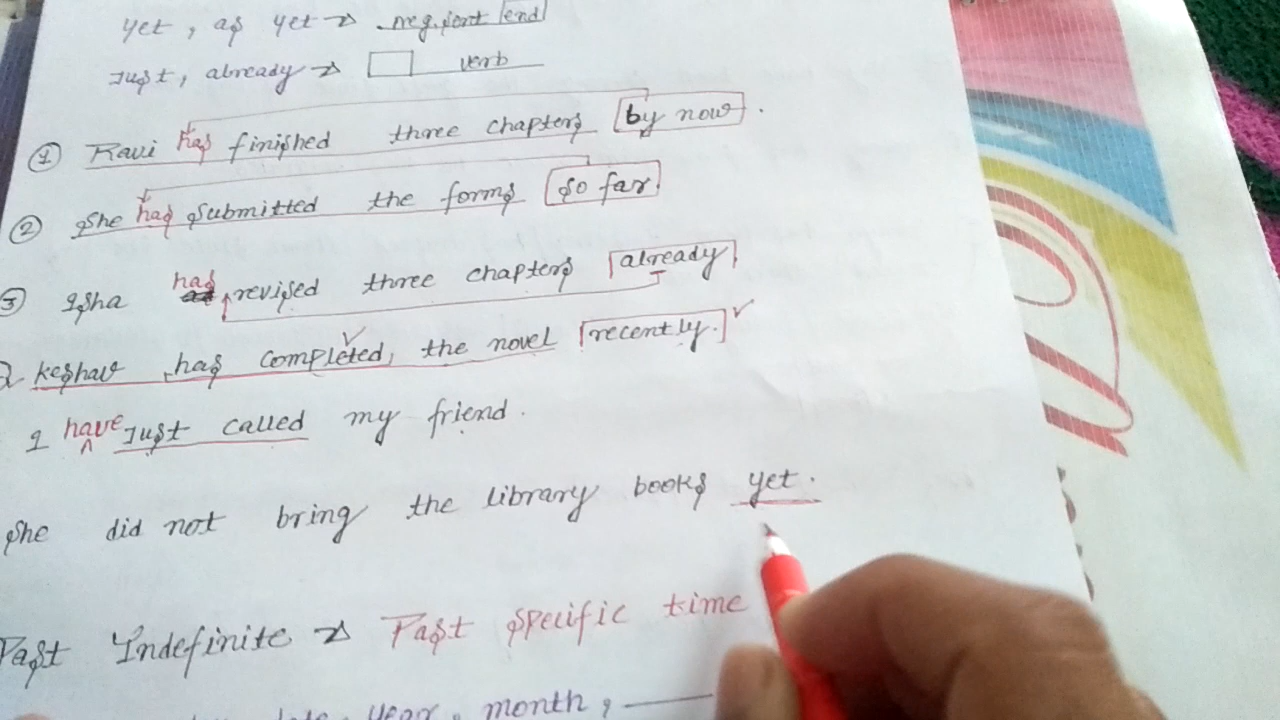 yet, as yet → neg. sent end
Just, already → verb
① Ravi has finished three chapters by now.
② She has submitted the forms so far
③ Isha has revised three chapters already
Keshav has completed the novel recently.
I have Just called my friend.
She did not bring the library books yet.
Past Indefinite → Past specific time
year, month,